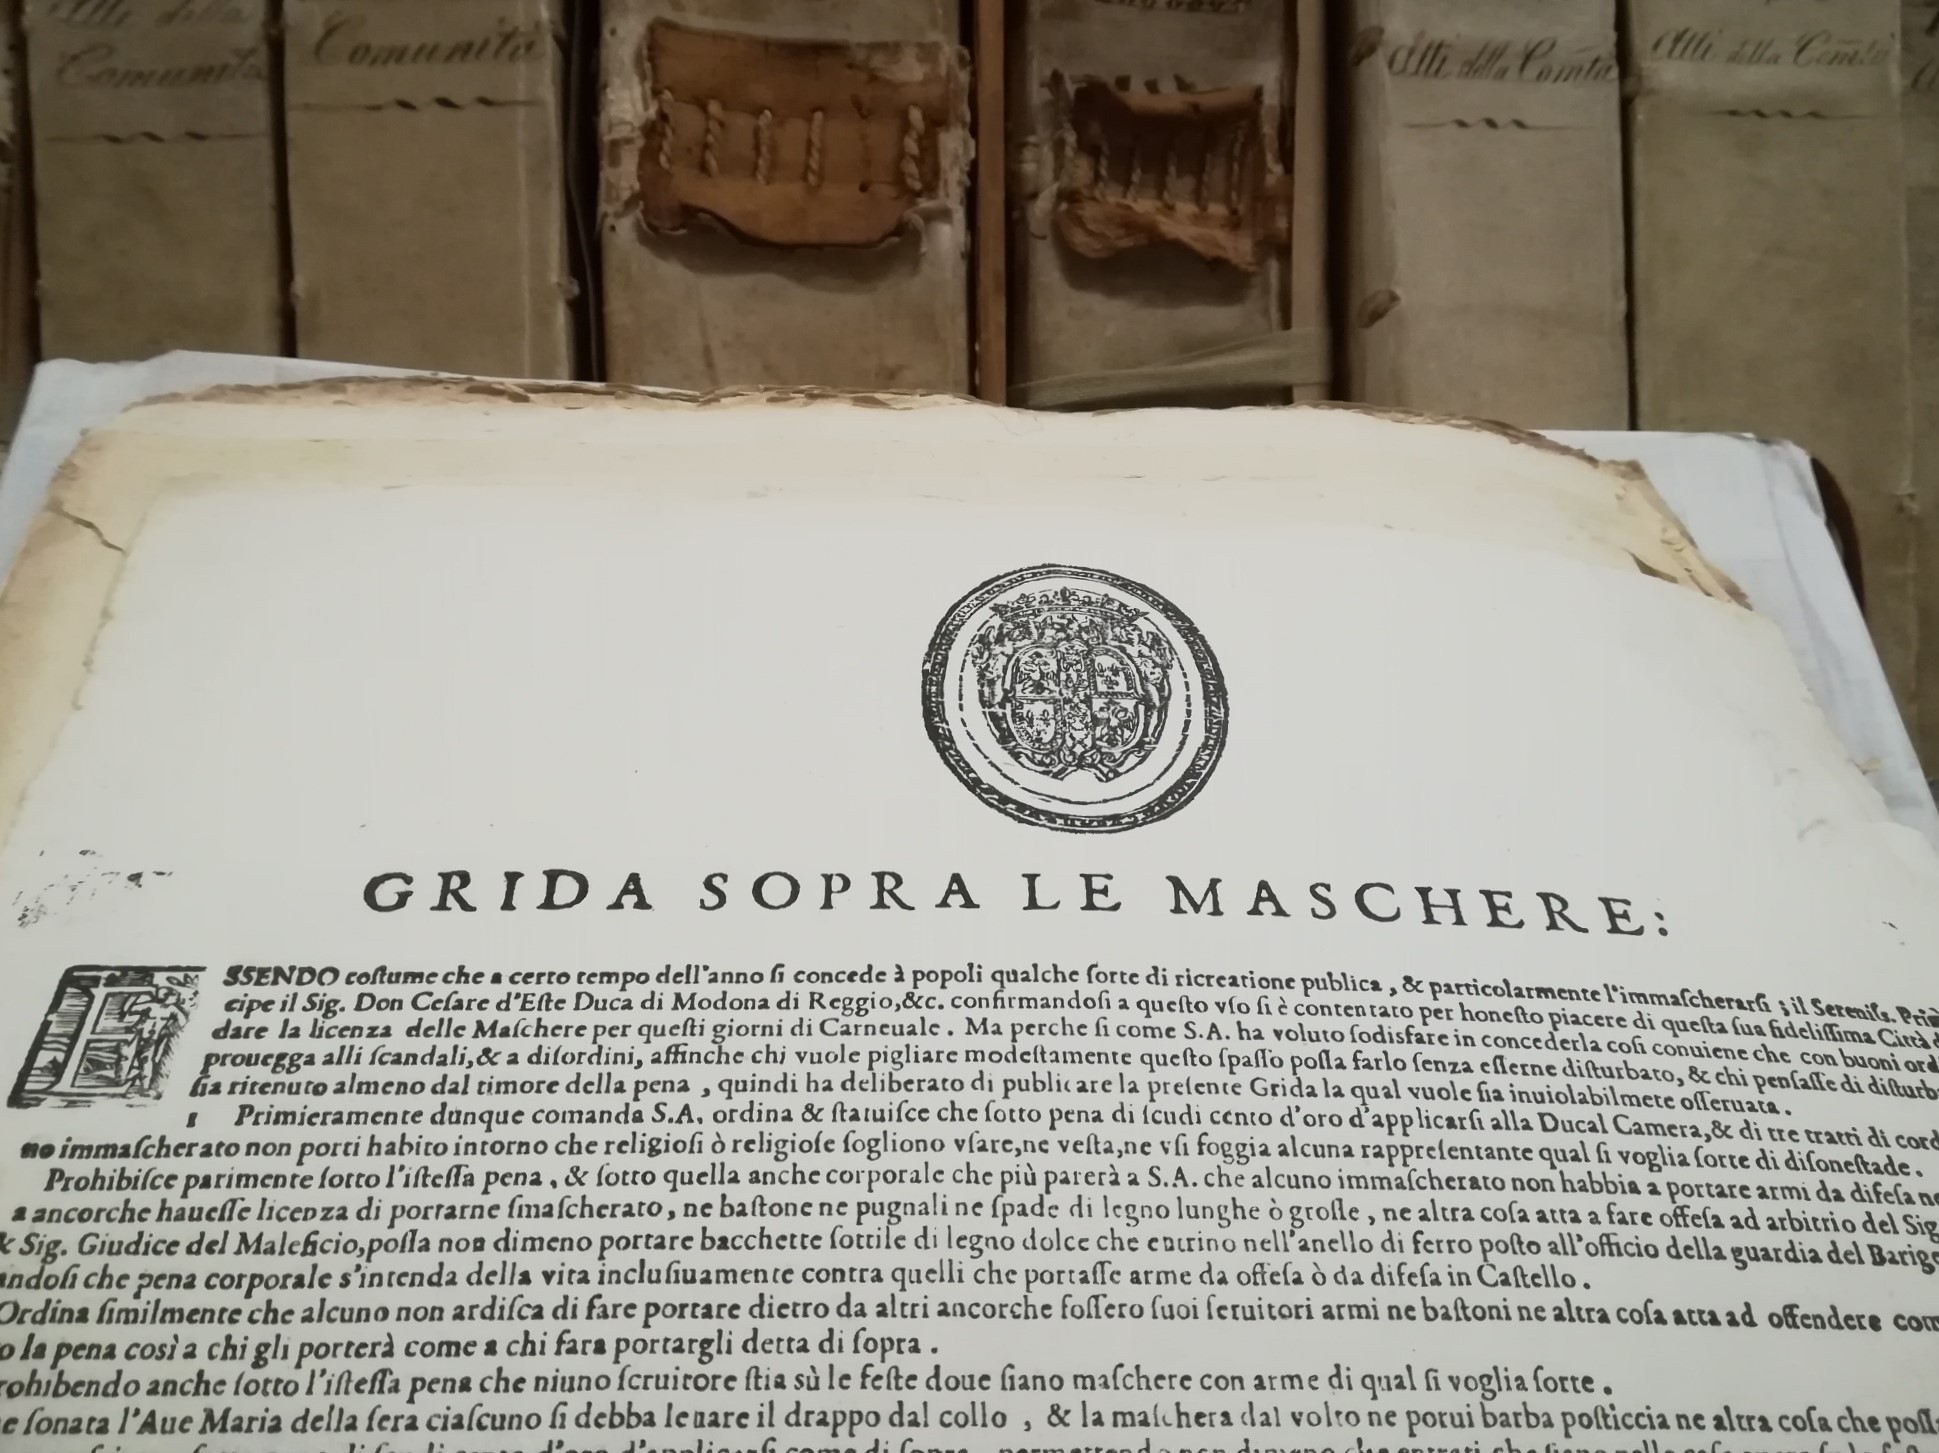 Atti della
Comunità
Comunità
Atti della Comtà
Atti della Comtà
GRIDA SOPRA LE MASCHERE:
ESSENDO coſtume che a certo tempo dell'anno ſi concede à popoli qualche ſorte di ricreatione publica, & particolarmente l'immaſcherarſi; il Sereniſs. Prin
cipe il Sig. Don Ceſare d'Eſte Duca di Modona di Reggio,&c. confirmandoſi a queſto vſo ſi è contentato per honeſto piacere di queſta ſua fideliſſima Città
dare la licenza delle Maſchere per queſti giorni di Carneuale. Ma perche ſi come S.A. ha voluto ſodisfare in concederla coſi conuiene che con buoni ord
prouegga alli ſcandali,& a diſordini, affinche chi vuole pigliare modeſtamente queſto ſpaſſo poſſa farlo ſenza eſſerne diſturbato, & chi penſaſſe di diſturb
ſia ritenuto almeno dal timore della pena, quindi ha deliberato di publicare la preſente Grida la qual vuole ſia inuiolabilmete oſſeruata.
1 Primieramente dunque comanda S.A. ordina & ſtatuiſce che ſotto pena di ſcudi cento d'oro d'applicarſi alla Ducal Camera,& di tre tratti di cord
no immaſcherato non porti habito intorno che religioſi ò religioſe ſogliono vſare,ne veſta,ne vſi foggia alcuna rappreſentante qual ſi voglia ſorte di diſoneſtade.
Prohibiſce parimente ſotto l'iſteſſa pena, & ſotto quella anche corporale che più parerà a S.A. che alcuno immaſcherato non habbia a portare armi da difeſa ne
a ancorche haueſſe licenza di portarne ſmaſcherato, ne baſtone ne pugnali ne ſpade di legno lunghe ò groſſe, ne altra coſa atta a fare offeſa ad arbitrio del Sig
& Sig. Giudice del Maleficio,poſſa non dimeno portare bacchette ſottile di legno dolce che entrino nell'anello di ferro poſto all'officio della guardia del Barige
andoſi che pena corporale s'intenda della vita incluſiuamente contra quelli che portaſſe arme da offeſa ò da difeſa in Caſtello.
Ordina ſimilmente che alcuno non ardiſca di fare portare dietro da altri ancorche foſſero ſuoi ſeruitori armi ne baſtoni ne altra coſa atta ad offendere com
o la pena così a chi gli porterà come a chi fara portargli detta di ſopra.
rohibendo anche ſotto l'iſteſſa pena che niuno ſeruitore ſtia sù le feſte doue ſiano maſchere con arme di qual ſi voglia ſorte.
e ſonata l'Aue Maria della ſera ciaſcuno ſi debba leuare il drappo dal collo, & la maſchera dal volto ne portui barba poſticcia ne altra coſa che poſſ